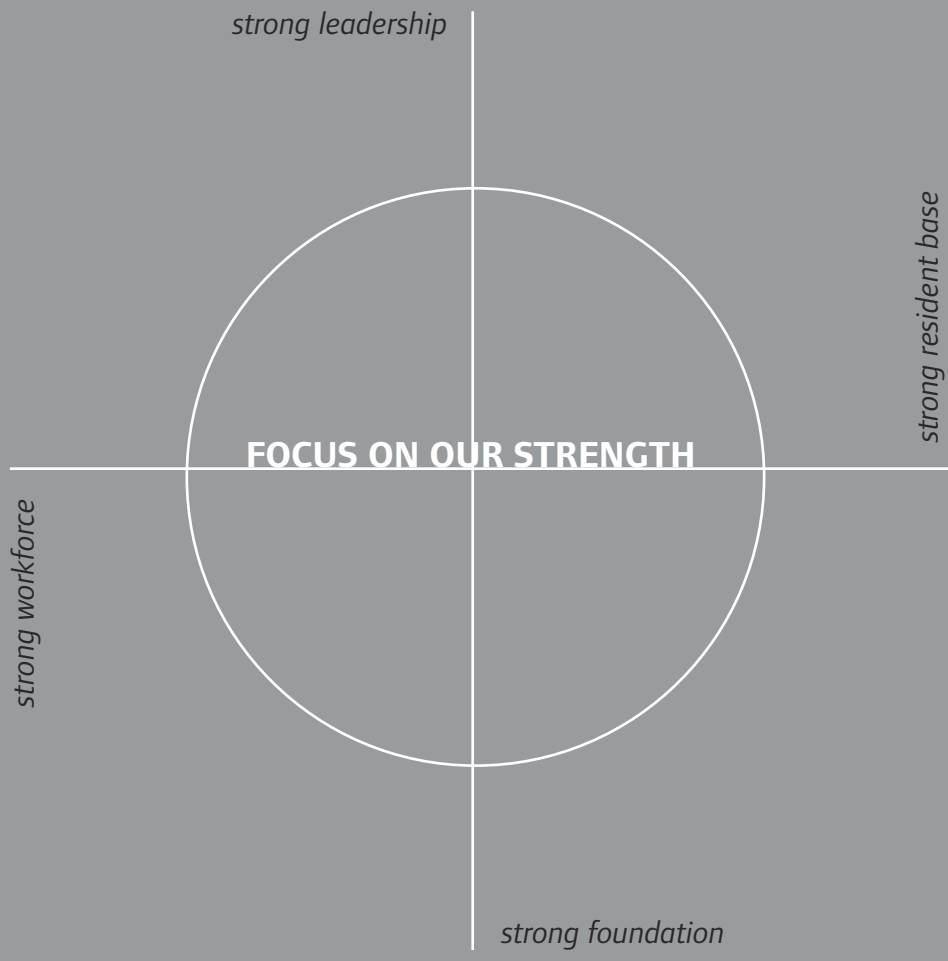 strong leadership
strong resident base
FOCUS ON OUR STRENGTH
strong workforce
strong foundation